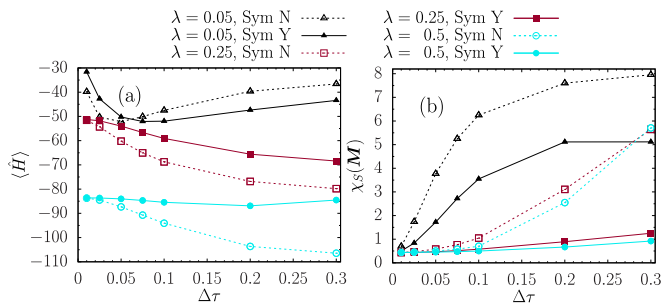 λ = 0.05, Sym N
λ = 0.05, Sym Y
λ = 0.25, Sym N
λ = 0.25, Sym Y
λ = 0.5, Sym N
λ = 0.5, Sym Y
(a)
⟨Ĥ⟩
−30
−40
−50
−60
−70
−80
−90
−100
−110
0 0.05 0.1 0.15 0.2 0.25 0.3
Δτ
(b)
χS(M)
8
7
6
5
4
3
2
1
0
0 0.05 0.1 0.15 0.2 0.25 0.3
Δτ